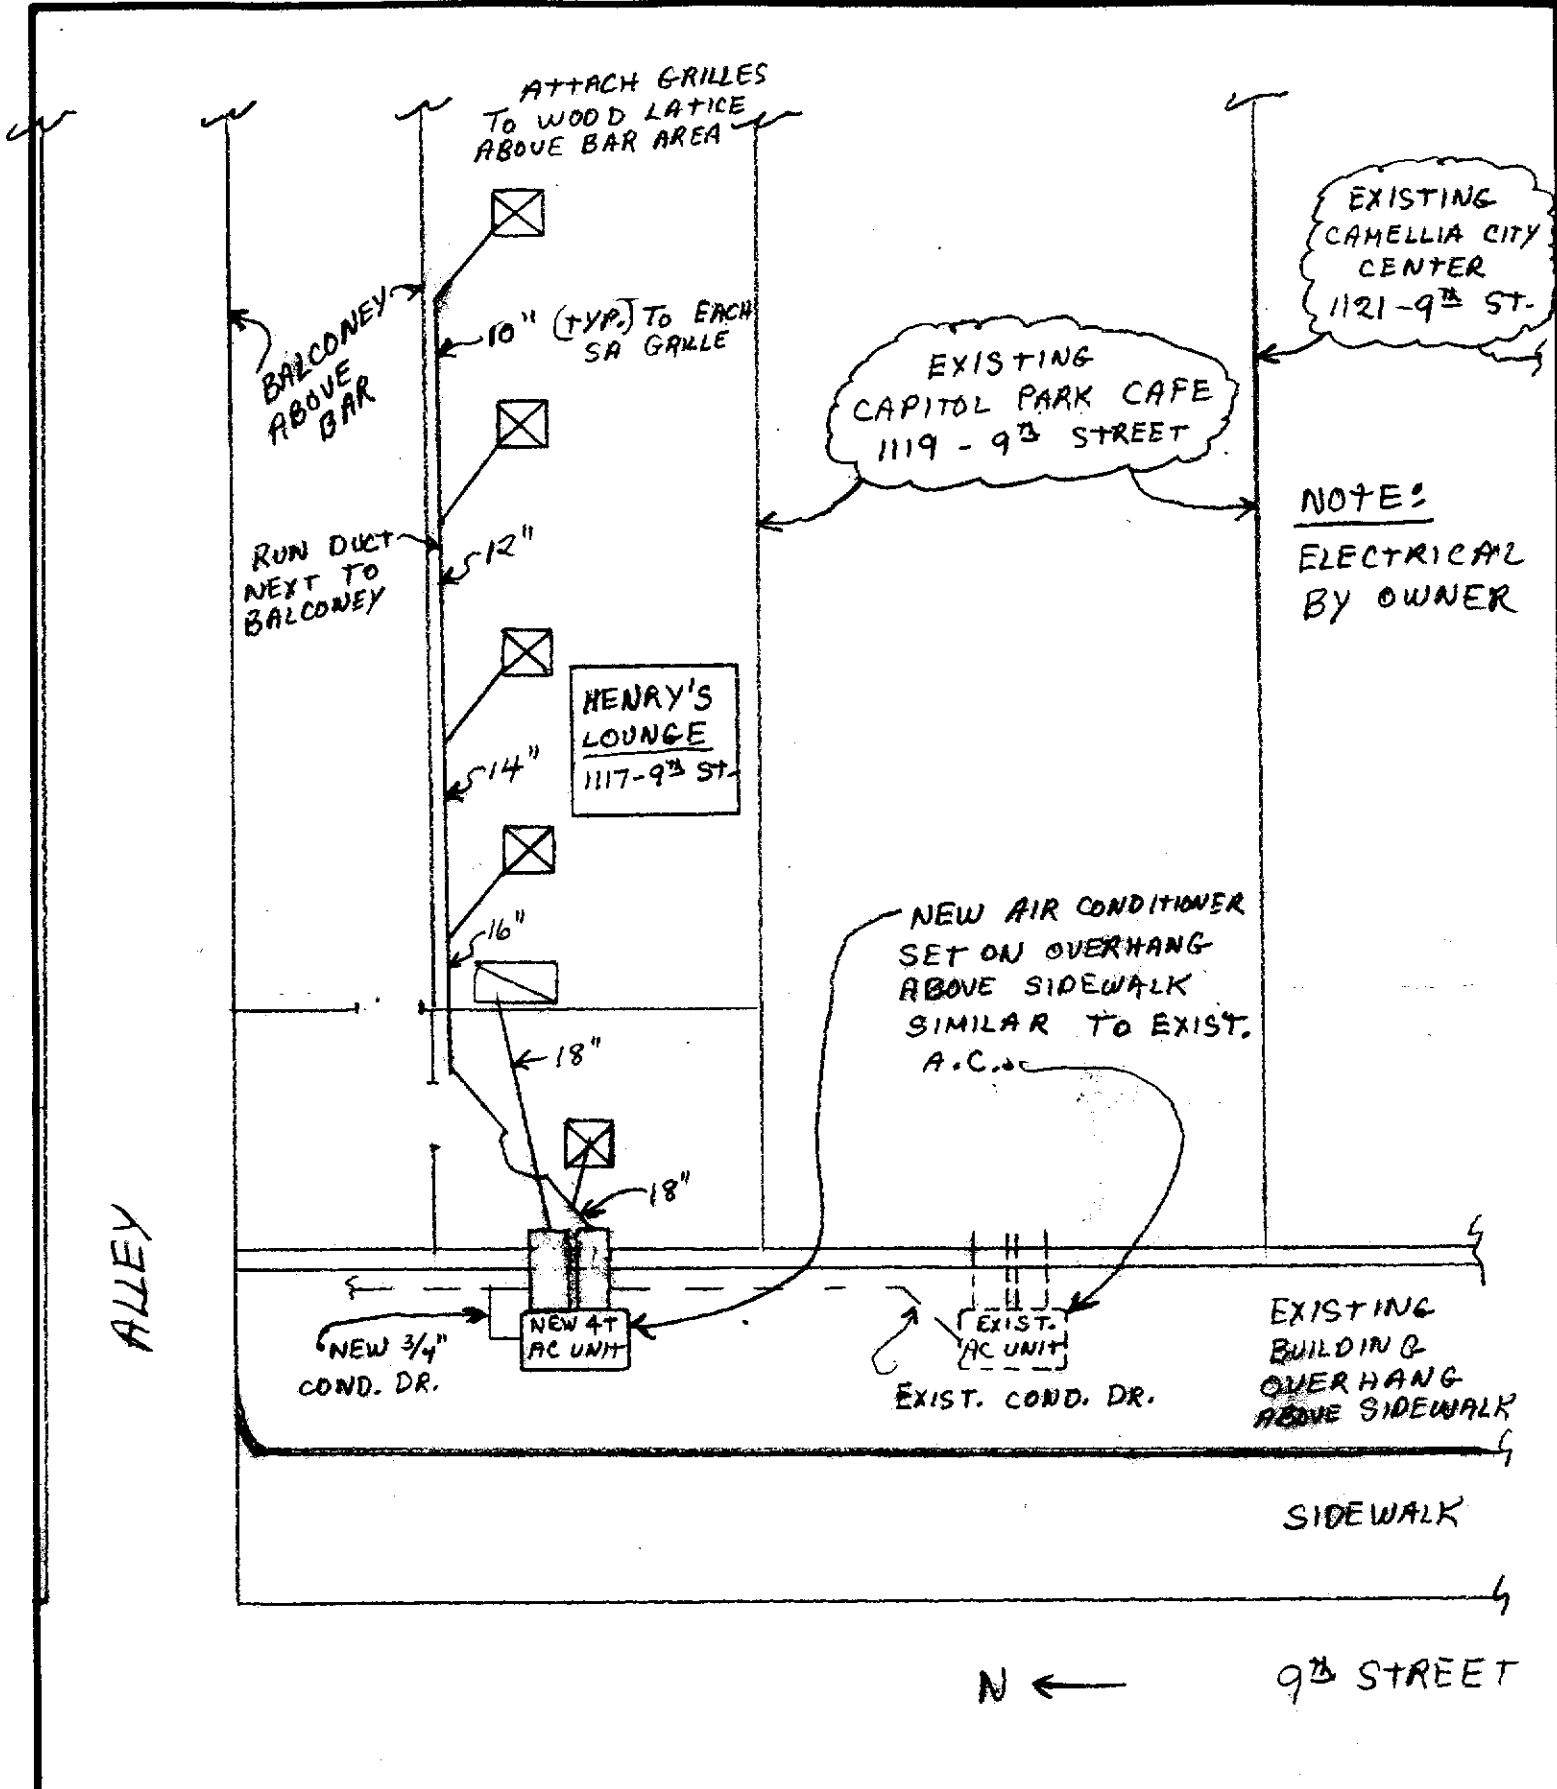 ATTACH GRILLES
TO WOOD LATICE
ABOVE BAR AREA
EXISTING
CAMELLIA CITY
CENTER
1121-9TH ST.
BALCONEY
ABOVE
BAR
BALCONEY
10" (TYP.) TO EACH
SA GRILLE
EXISTING
CAPITOL PARK CAFE
1119 - 9TH STREET
NOTE:
ELECTRICAL
BY OWNER
RUN DUCT
NEXT TO
BALCONEY
12"
HENRY'S
LOUNGE
1117-9TH ST.
14"
16"
NEW AIR CONDITIONER
SET ON OVERHANG
ABOVE SIDEWALK
SIMILAR TO EXIST.
A.C.
18"
18"
ALLEY
NEW 3/4"
COND. DR.
NEW 4T
AC UNIT
EXIST.
AC UNIT
EXIST. COND. DR.
EXISTING
BUILDING
OVERHANG
ABOVE SIDEWALK
SIDEWALK
N
9TH STREET